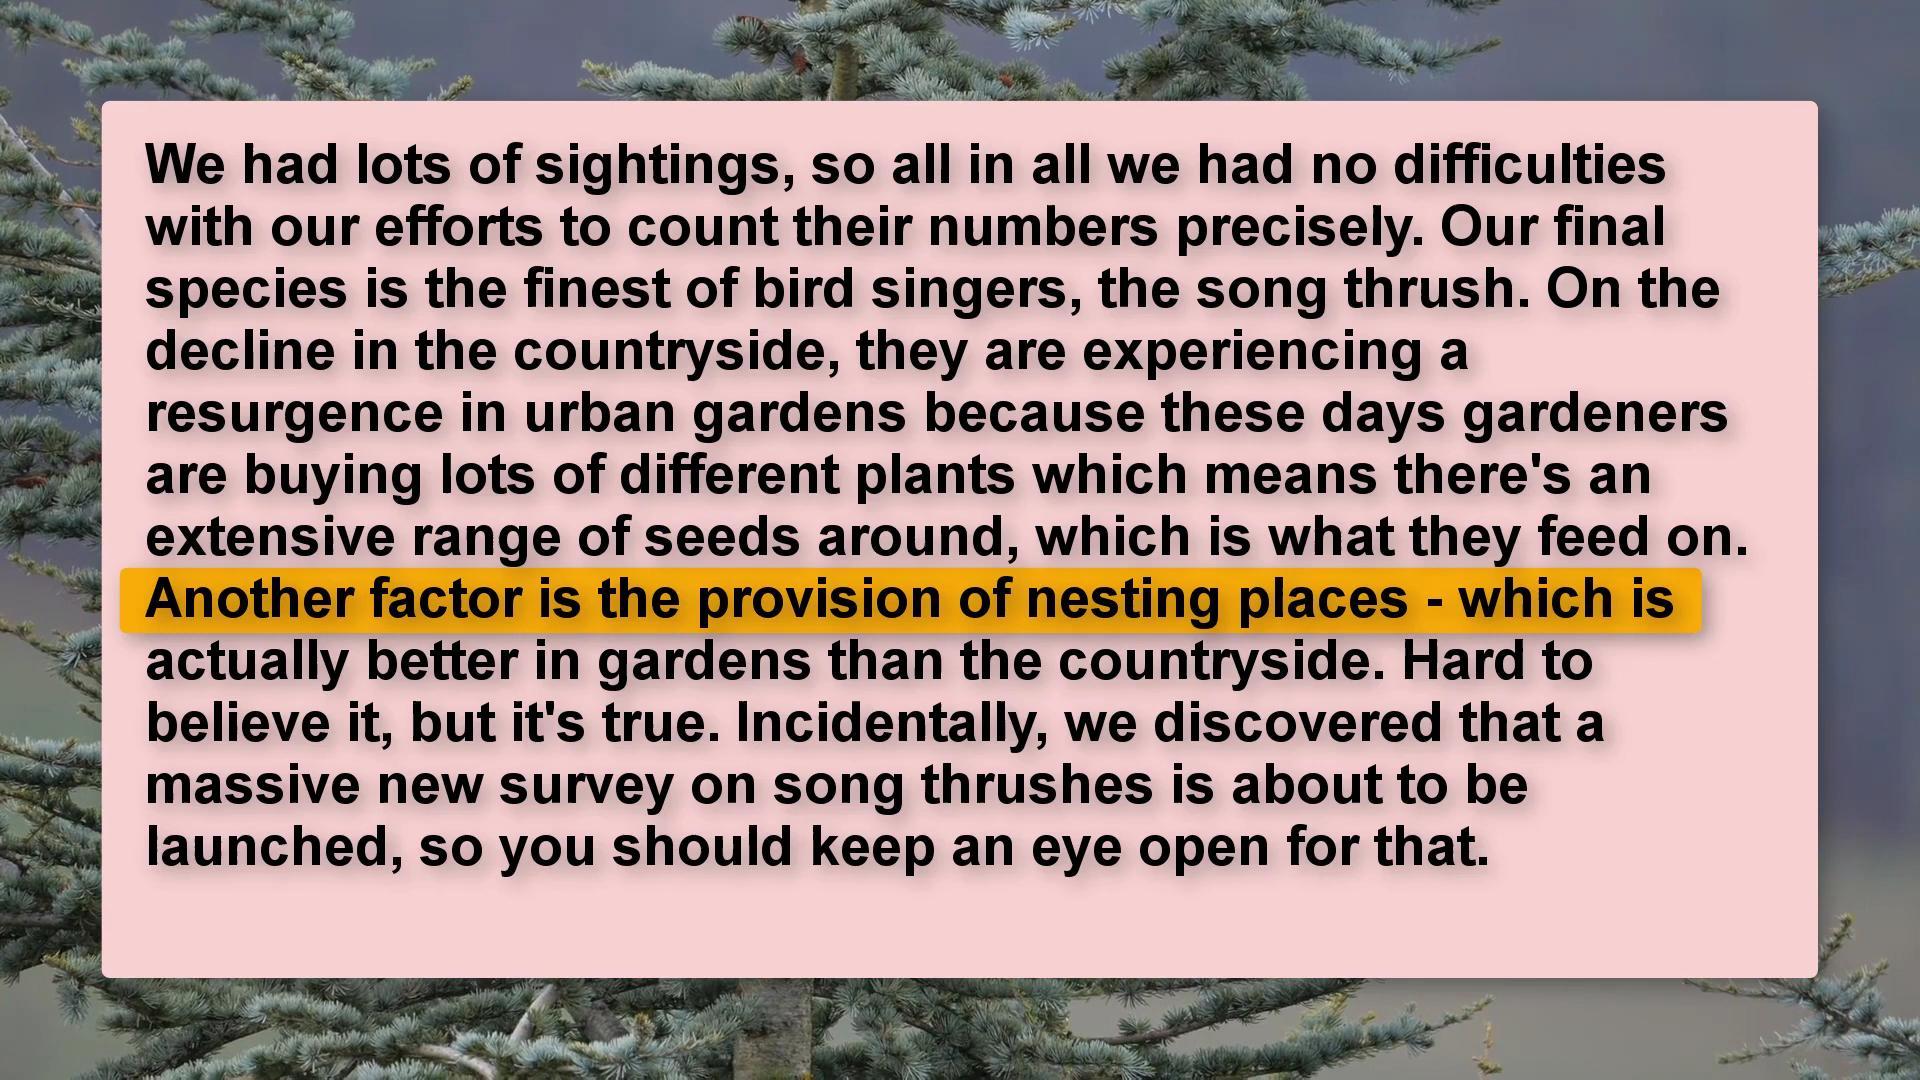 We had lots of sightings, so all in all we had no difficulties
with our efforts to count their numbers precisely. Our final
species is the finest of bird singers, the song thrush. On the
decline in the countryside, they are experiencing a
resurgence in urban gardens because these days gardeners
are buying lots of different plants which means there's an
extensive range of seeds around, which is what they feed on.
Another factor is the provision of nesting places - which is
actually better in gardens than the countryside. Hard to
believe it, but it's true. Incidentally, we discovered that a
massive new survey on song thrushes is about to be
launched, so you should keep an eye open for that.